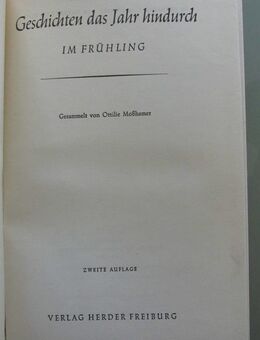 Geschichten das Jahr hindurch
IM FRÜHLING
Gesammelt von Ottilie Moßhamer
ZWEITE AUFLAGE
VERLAG HERDER FREIBURG